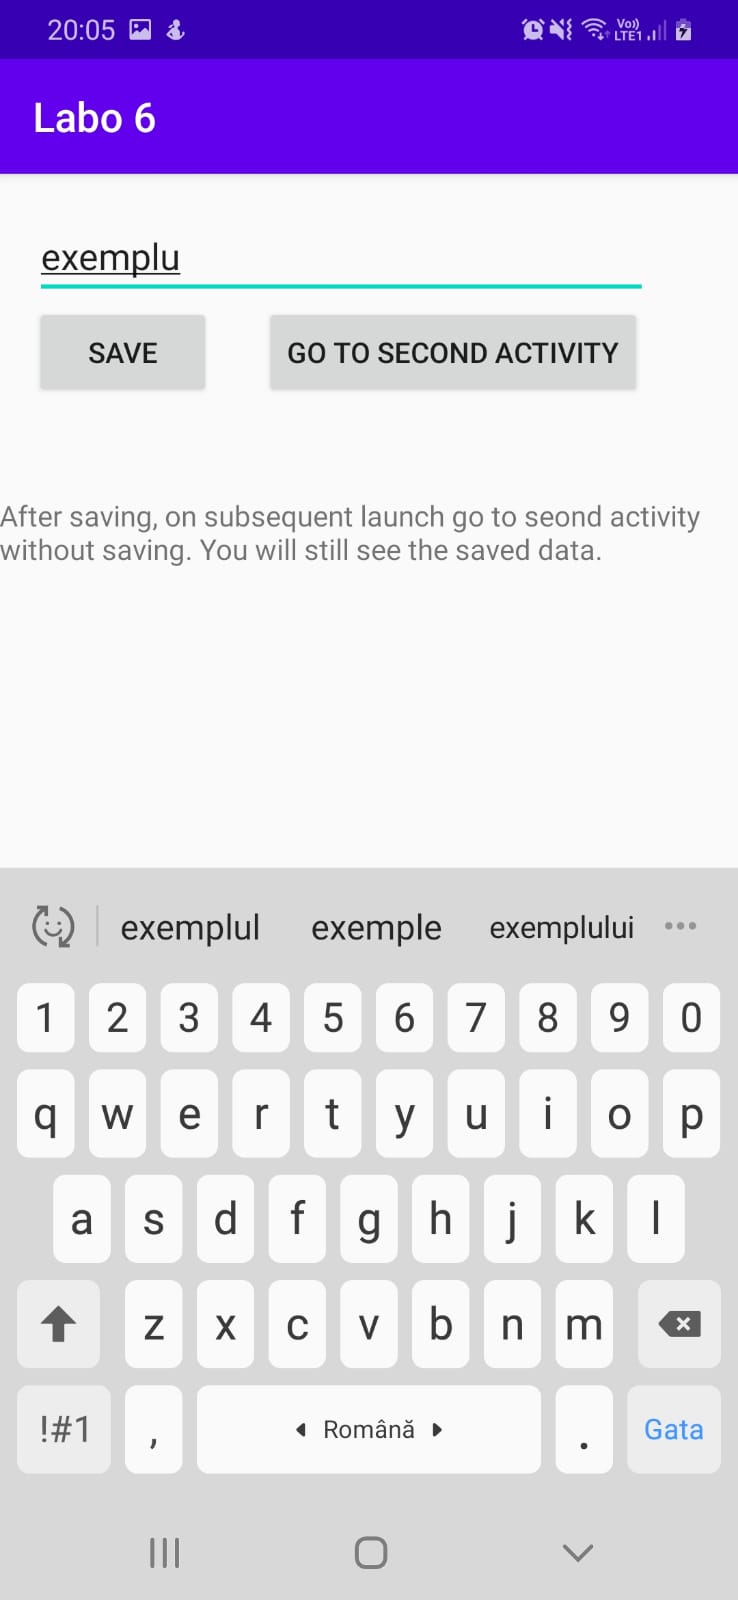 20:05 Vo)) LTE1
Labo 6
exemplu
SAVE GO TO SECOND ACTIVITY
After saving, on subsequent launch go to seond activity
without saving. You will still see the saved data.
exemplul exemple exemplului
1 2 3 4 5 6 7 8 9 0
q w e r t y u i o p
a s d f g h j k l
z x c v b n m
!#1 , Română . Gata